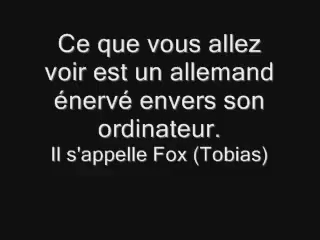 Ce que vous allez
voir est un allemand
énervé envers son
ordinateur.
Il s'appelle Fox (Tobias)